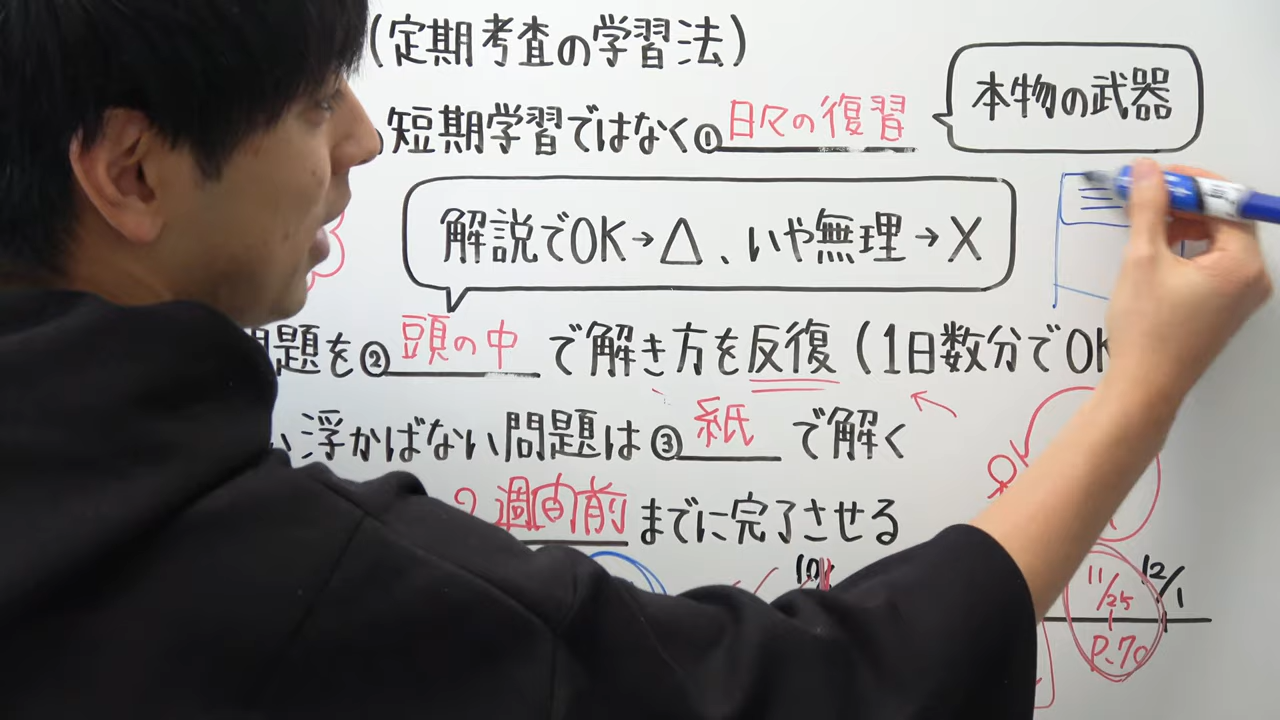 (定期考査の学習法)
本物の武器
短期学習ではなく①日々の復習
解説でOK→△、いや無理→X
問題を②頭の中で解き方を反復(1日数分でOK
い浮かばない問題は③紙で解く
2週間前までに完了させる
10/
11/25
12/1
P.70